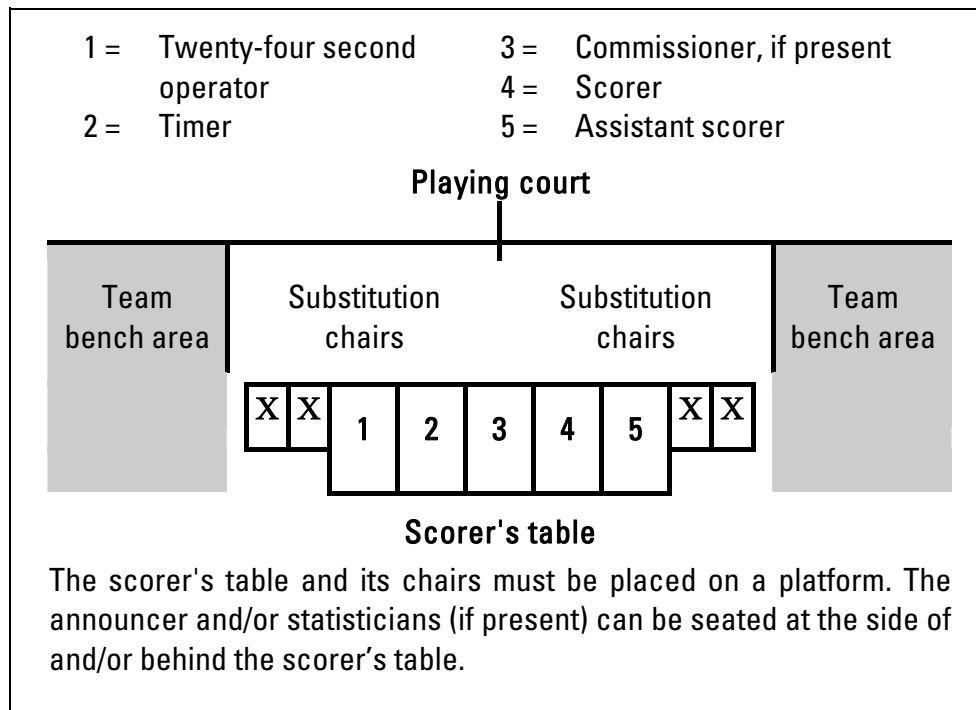 1 = Twenty-four second operator
2 = Timer
3 = Commissioner, if present
4 = Scorer
5 = Assistant scorer
Playing court
Team bench area
Substitution chairs
Substitution chairs
Team bench area
X X 1 2 3 4 5 X X
Scorer's table
The scorer's table and its chairs must be placed on a platform. The
announcer and/or statisticians (if present) can be seated at the side of
and/or behind the scorer’s table.